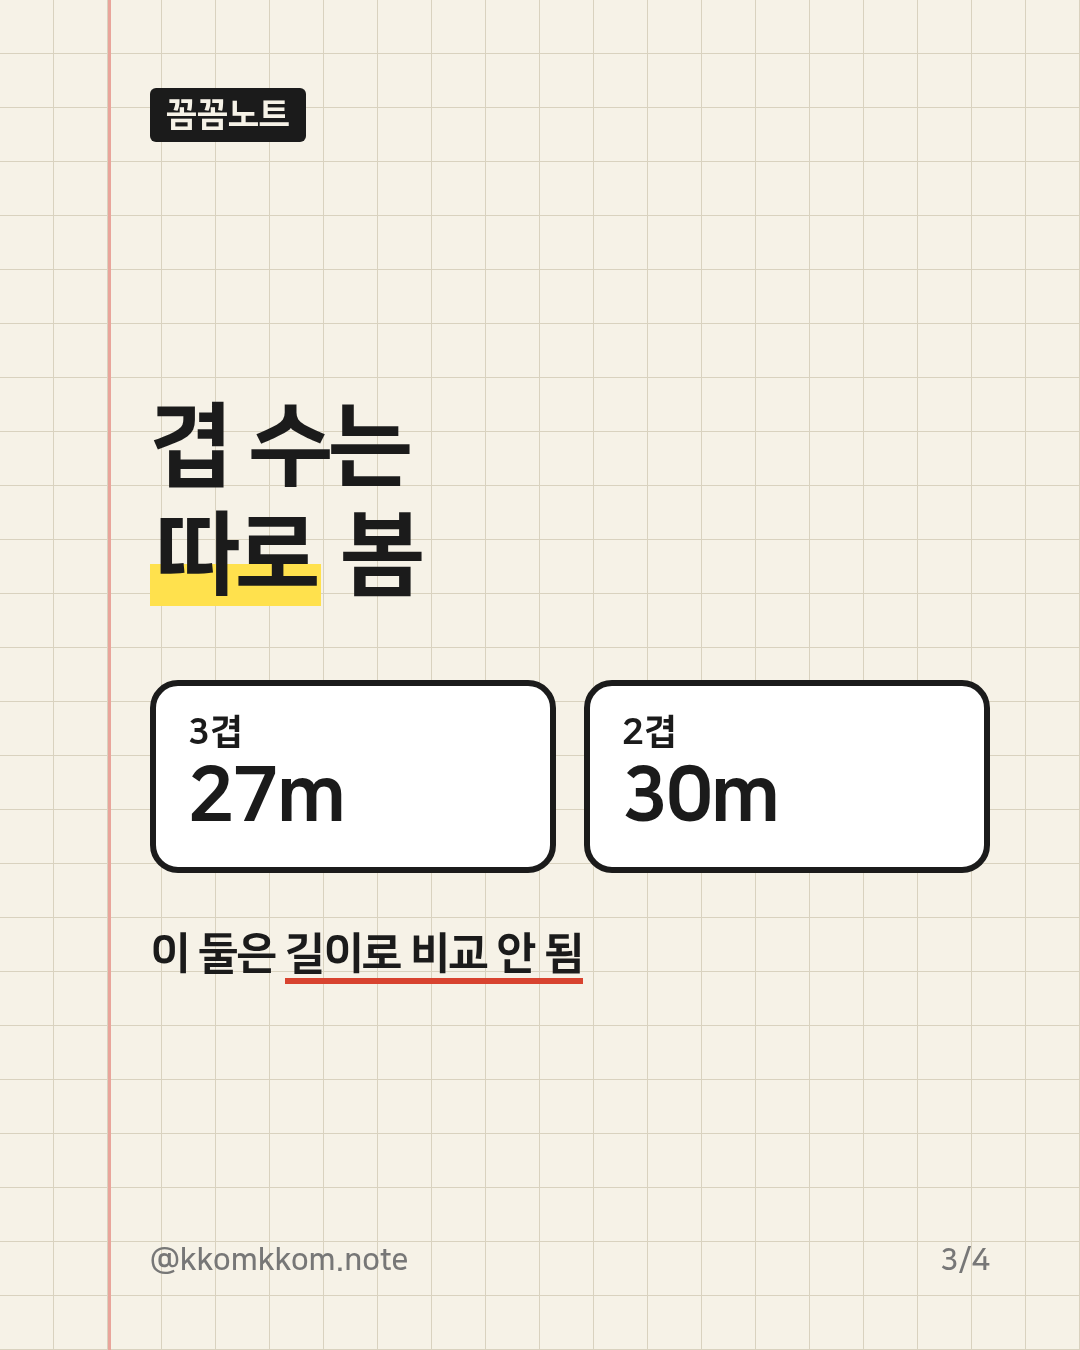 꼼꼼노트
겹 수는
따로 봄
3겹
27m
2겹
30m
이 둘은 길이로 비교 안 됨
@kkomkkom.note
3/4